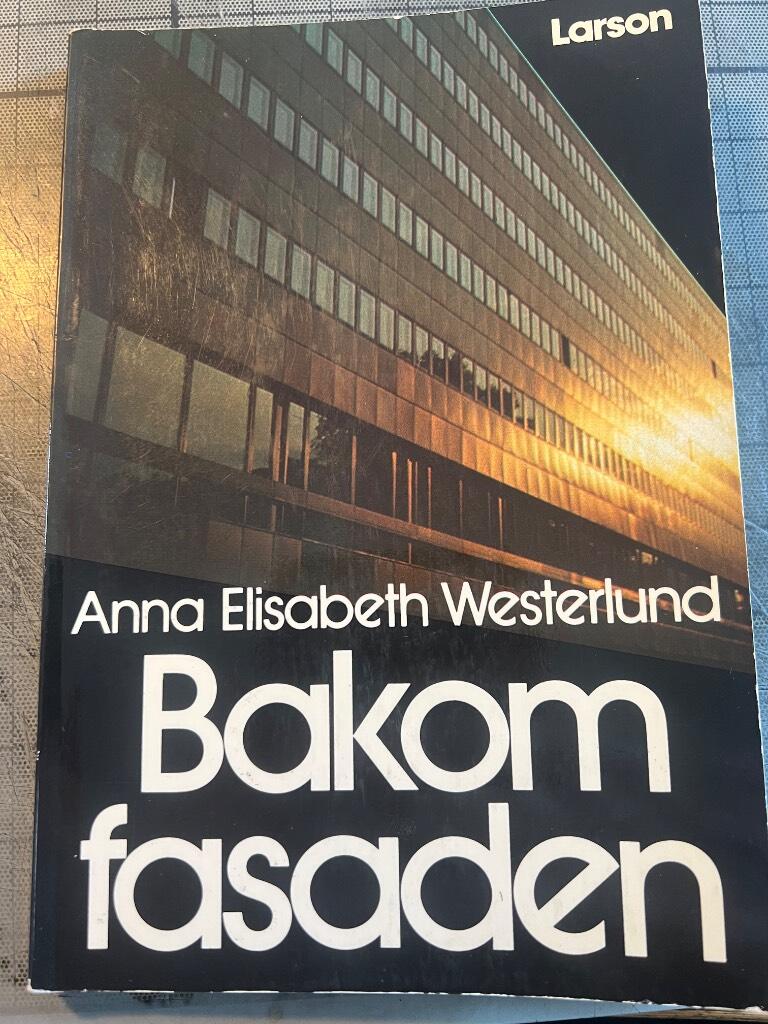 Larson
Anna Elisabeth Westerlund
Bakom
fasaden